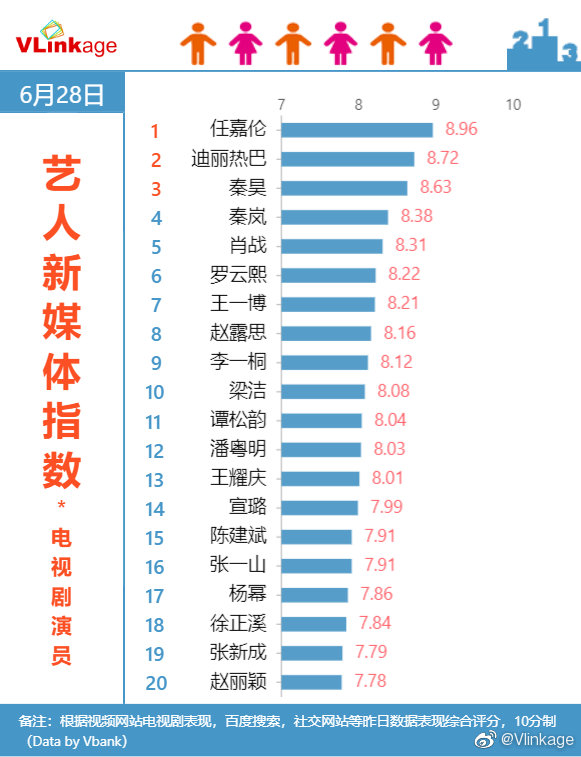 VLinkage
1
2
3
6月28日
艺人新媒体指数
*电视剧演员
7 8 9 10
1 任嘉伦 8.96
2 迪丽热巴 8.72
3 秦昊 8.63
4 秦岚 8.38
5 肖战 8.31
6 罗云熙 8.22
7 王一博 8.21
8 赵露思 8.16
9 李一桐 8.12
10 梁洁 8.08
11 谭松韵 8.04
12 潘粤明 8.03
13 王耀庆 8.01
14 宣璐 7.99
15 陈建斌 7.91
16 张一山 7.91
17 杨幂 7.86
18 徐正溪 7.84
19 张新成 7.79
20 赵丽颖 7.78
备注：根据视频网站电视剧表现，百度搜索，社交网站等昨日数据表现综合评分，10分制
（Data by Vbank）
@Vlinkage